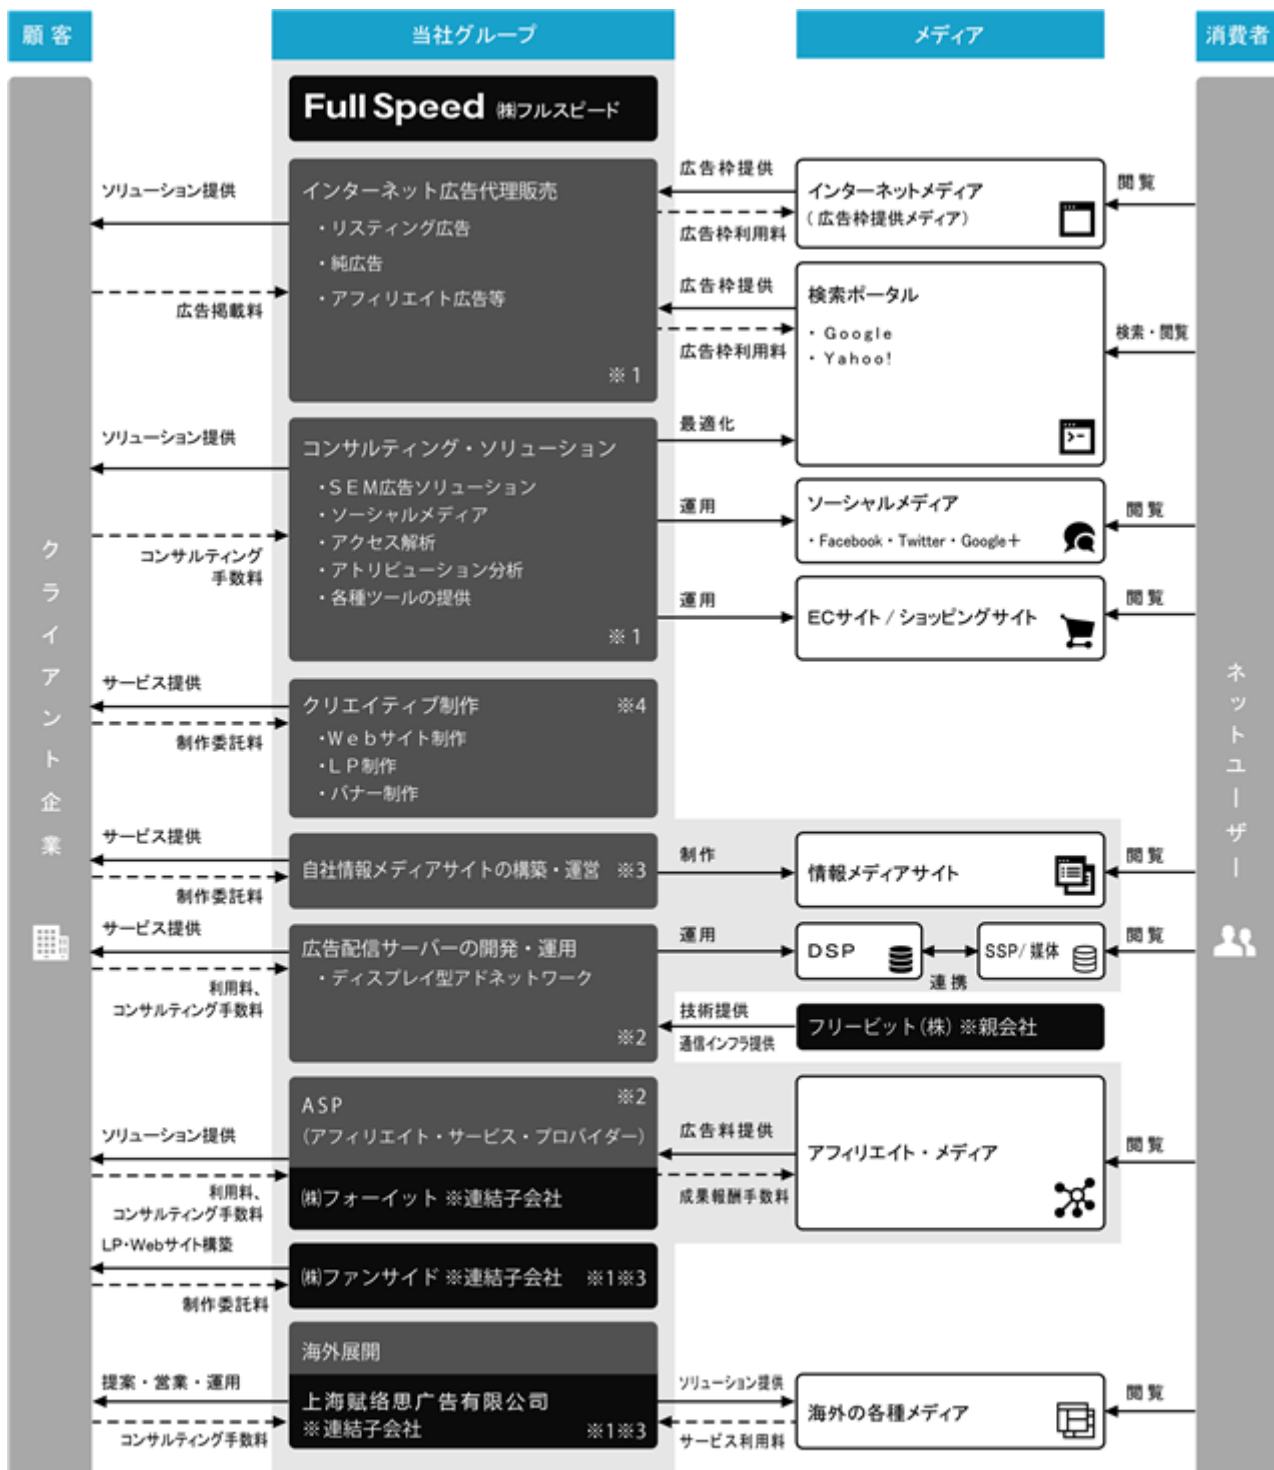 顧客
当社グループ
メディア
消費者
クライアント企業
ネットユーザー
Full Speed ㈱フルスピード
ソリューション提供
広告掲載料
インターネット広告代理販売
・リスティング広告
・純広告
・アフィリエイト広告等
※1
広告枠提供
広告枠利用料
インターネットメディア
（広告枠提供メディア）
閲覧
広告枠提供
広告枠利用料
検索ポータル
・Google
・Yahoo!
検索・閲覧
ソリューション提供
コンサルティング
手数料
コンサルティング・ソリューション
・SEM広告ソリューション
・ソーシャルメディア
・アクセス解析
・アトリビューション分析
・各種ツールの提供
※1
最適化
運用
ソーシャルメディア
・Facebook・Twitter・Google＋
閲覧
運用
ECサイト / ショッピングサイト
閲覧
サービス提供
制作委託料
クリエイティブ制作 ※4
・Webサイト制作
・LP制作
・バナー制作
サービス提供
制作委託料
自社情報メディアサイトの構築・運営 ※3
制作
情報メディアサイト
閲覧
サービス提供
利用料、
コンサルティング手数料
広告配信サーバーの開発・運用
・ディスプレイ型アドネットワーク
※2
運用
DSP
連携
SSP/媒体
閲覧
技術提供
通信インフラ提供
フリービット(株) ※親会社
ソリューション提供
利用料、
コンサルティング手数料
ASP ※2
（アフィリエイト・サービス・プロバイダー）
㈱フォーイット ※連結子会社
広告料提供
成果報酬手数料
アフィリエイト・メディア
閲覧
LP・Webサイト構築
制作委託料
㈱ファンサイド ※連結子会社 ※1※3
提案・営業・運用
コンサルティング手数料
海外展開
上海赋络思广告有限公司
※連結子会社 ※1※3
ソリューション提供
サービス利用料
海外の各種メディア
閲覧